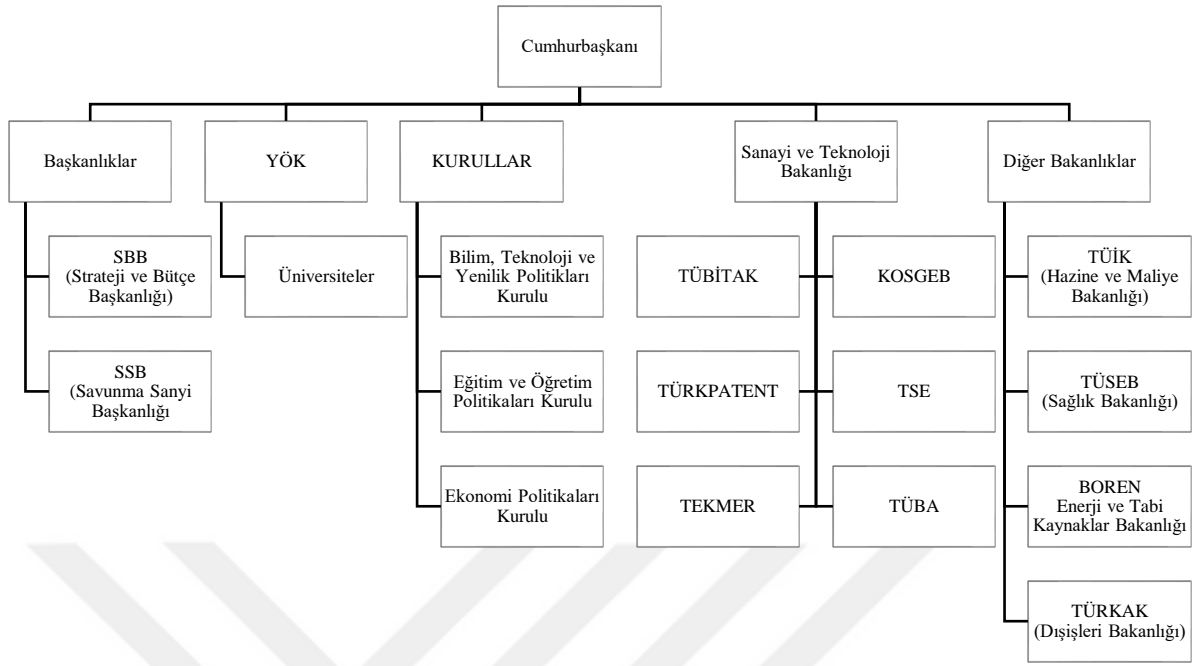 Cumhurbaşkanı
Başkanlıklar
YÖK
KURULLAR
Sanayi ve Teknoloji
Bakanlığı
Diğer Bakanlıklar
SBB
(Strateji ve Bütçe
Başkanlığı)
SSB
(Savunma Sanyi
Başkanlığı
Üniversiteler
Bilim, Teknoloji ve
Yenilik Politikları
Kurulu
Eğitim ve Öğretim
Politikaları Kurulu
Ekonomi Politikaları
Kurulu
TÜBİTAK
KOSGEB
TÜRKPATENT
TSE
TEKMER
TÜBA
TÜİK
(Hazine ve Maliye
Bakanlığı)
TÜSEB
(Sağlık Bakanlığı)
BOREN
Enerji ve Tabi
Kaynaklar Bakanlığı
TÜRKAK
(Dışişleri Bakanlığı)